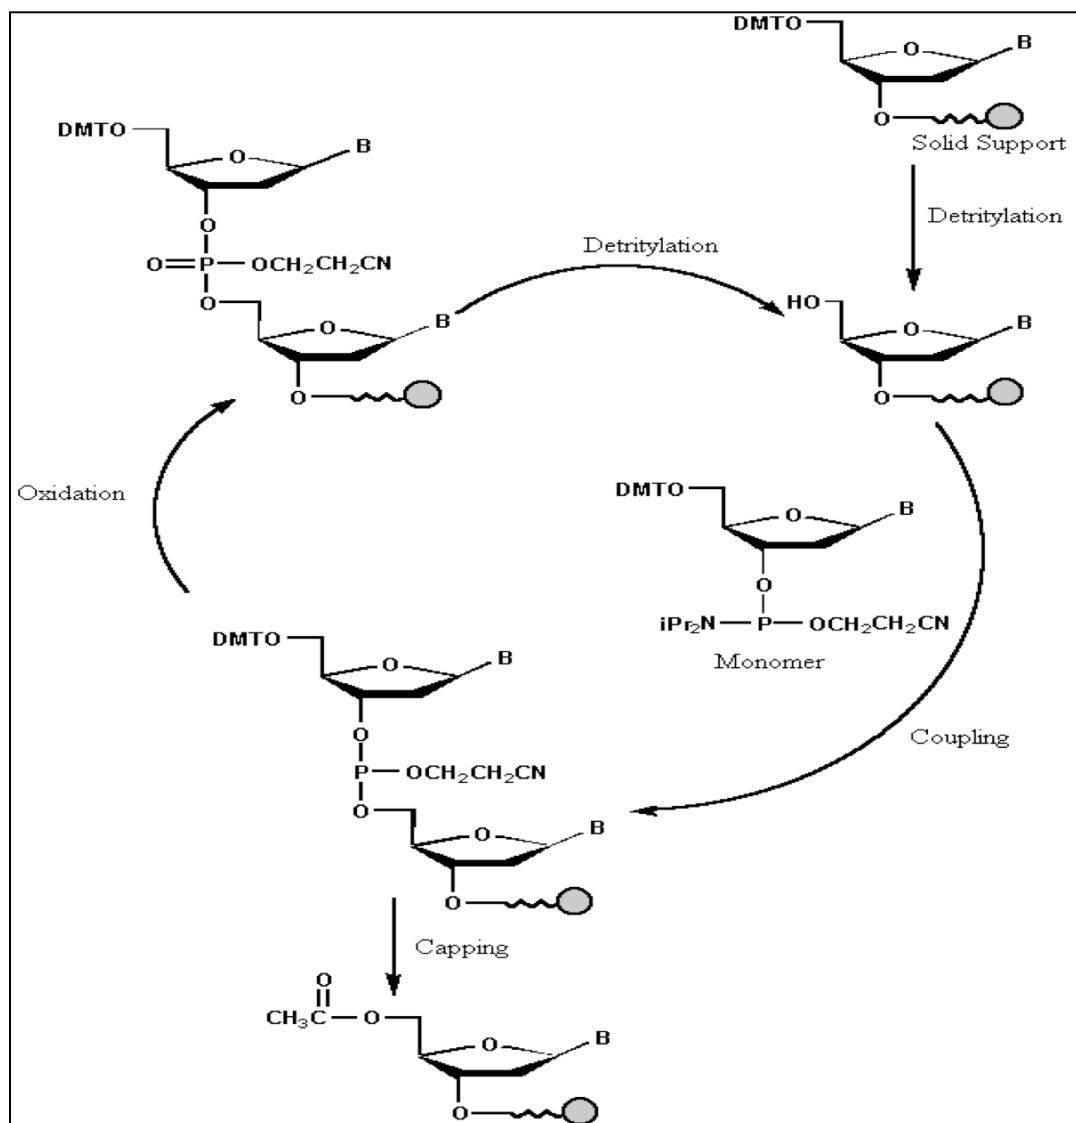 DMTO
O
B
O
Solid Support
Detritylation
DMTO
O
B
O
O=P–OCH₂CH₂CN
O
O
B
O
Detritylation
HO
O
B
O
Oxidation
DMTO
O
B
O
iPr₂N–P–OCH₂CH₂CN
Monomer
Coupling
DMTO
O
B
O
P–OCH₂CH₂CN
O
O
B
O
Capping
O
CH₃C–O
O
B
O